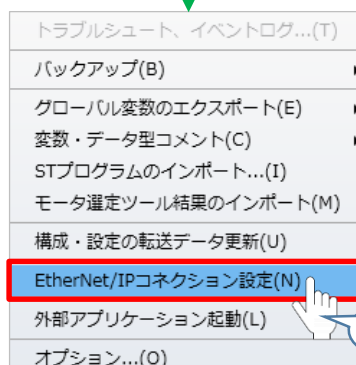 トラブルシュート、イベントログ...(T)
バックアップ(B)
グローバル変数のエクスポート(E)
変数・データ型コメント(C)
STプログラムのインポート...(I)
モータ選定ツール結果のインポート(M)
構成・設定の転送データ更新(U)
EtherNet/IPコネクション設定(N)
外部アプリケーション起動(L)
オプション...(O)